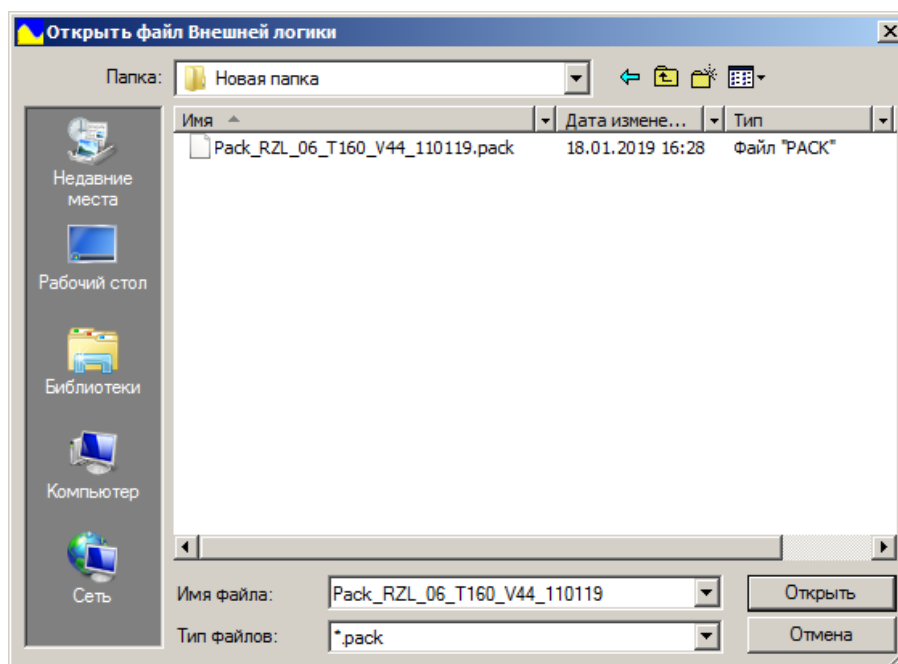 Открыть файл Внешней логики
Папка: Новая папка
Имя Дата измене... Тип
Pack_RZL_06_T160_V44_110119.pack 18.01.2019 16:28 Файл "PACK"
Недавние
места
Рабочий стол
Библиотеки
Компьютер
Сеть
Имя файла: Pack_RZL_06_T160_V44_110119 Открыть
Тип файлов: *.pack Отмена